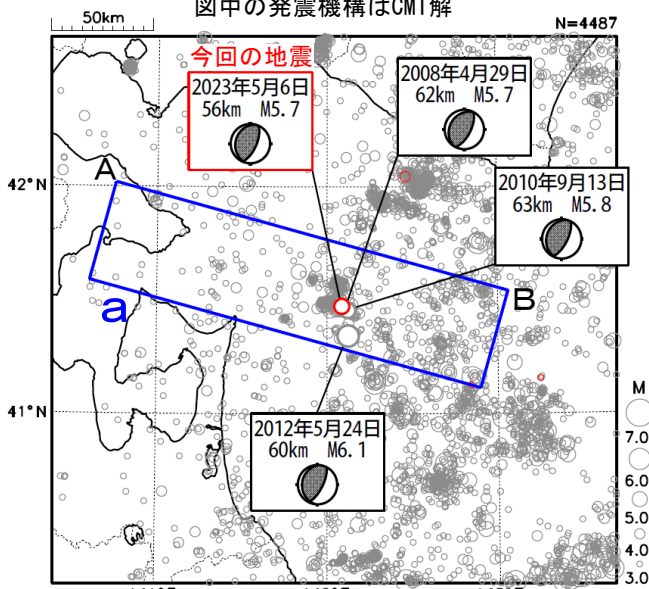 図中の発震機構はCMT解
50km
N=4487
今回の地震
2023年5月6日
56km M5.7
2008年4月29日
62km M5.7
2010年9月13日
63km M5.8
42°N
A
B
a
41°N
2012年5月24日
60km M6.1
M
7.0
6.0
5.0
4.0
3.0